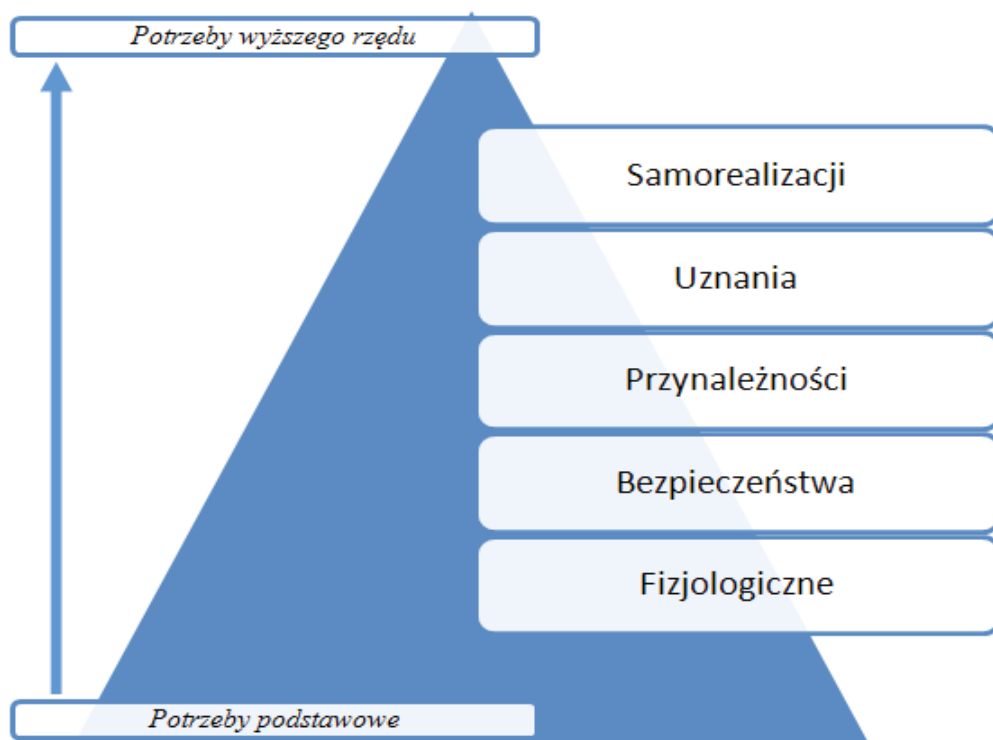 Potrzeby wyższego rzędu
Samorealizacji
Uznania
Przynależności
Bezpieczeństwa
Fizjologiczne
Potrzeby podstawowe